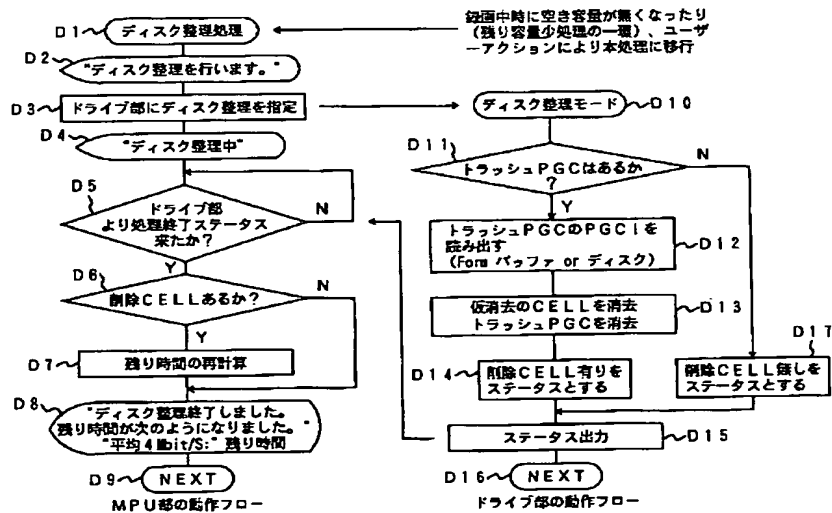 録画中時に空き容量が無くなったり
(残り容量少処理の一環)、ユーザ
ーアクションにより本処理に移行
D1 ディスク整理処理
D2 "ディスク整理を行います。"
D3 ドライブ部にディスク整理を指定
D4 "ディスク整理中"
D5 ドライブ部
より処理終了ステータス
来たか?
N
Y
D6 削除CELLあるか?
N
Y
D7 残り時間の再計算
D8 "ディスク整理終了しました。
残り時間が次のようになりました。"
"平均4Mbit/S:"残り時間
D9 NEXT
MPU部の動作フロー
ディスク整理モード D10
D11 トラッシュPGCはあるか
?
N
Y
トラッシュPGCのPGCIを
読み出す
(Form バッファ or ディスク)
D12
仮消去のCELLを消去
トラッシュPGCを消去
D13
D14 削除CELL有りを
ステータスとする
D17
削除CELL無しを
ステータスとする
ステータス出力 D15
D16 NEXT
ドライブ部の動作フロー